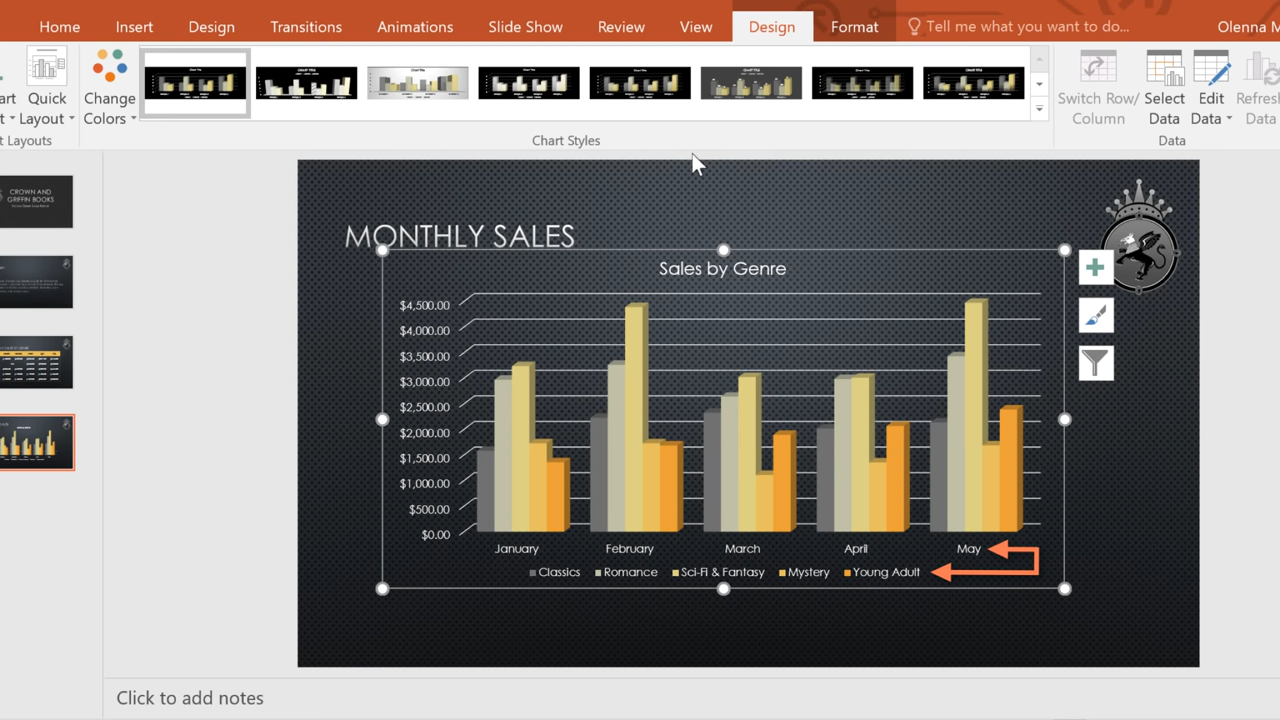 Home Insert Design Transitions Animations Slide Show Review View Design Format Tell me what you want to do... Olenna M
Quick Layout
Change Colors
Switch Row/ Column
Select Data
Edit Data
Refresh Data
t Layouts
Chart Styles
Data
CROWN AND
GRIFFIN BOOKS
MONTHLY SALES
Sales by Genre
$4,500.00
$4,000.00
$3,500.00
$3,000.00
$2,500.00
$2,000.00
$1,500.00
$1,000.00
$500.00
$0.00
January February March April May
Classics Romance Sci-Fi & Fantasy Mystery Young Adult
Click to add notes